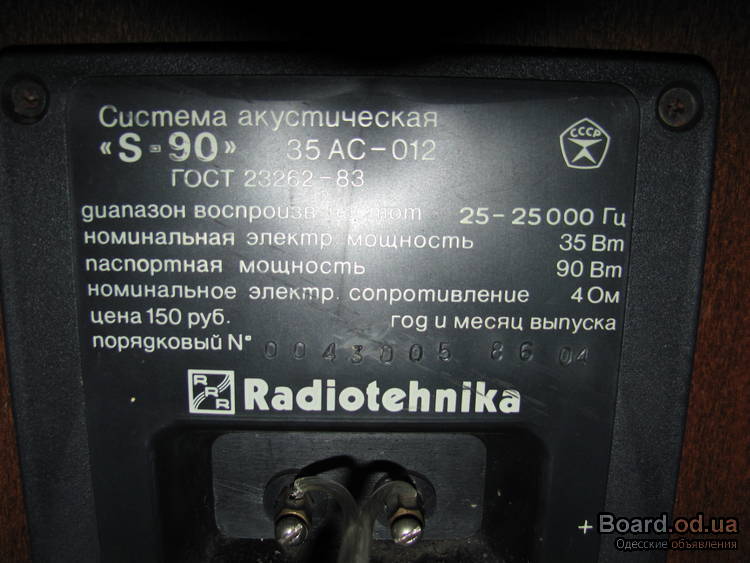 Система акустическая
СССР
«S-90» 35 АС-012
ГОСТ 23262-83
диапазон 25-25000 Гц
номинальная электр. мощность 35 Вт
паспортная мощность 90 Вт
номинальное электр. сопротивление 4 Ом
цена 150 руб. год и месяц выпуска
порядковый N° 0043005 86 04
RRR Radiotehnika
+Board.od.ua
Одесские объявления